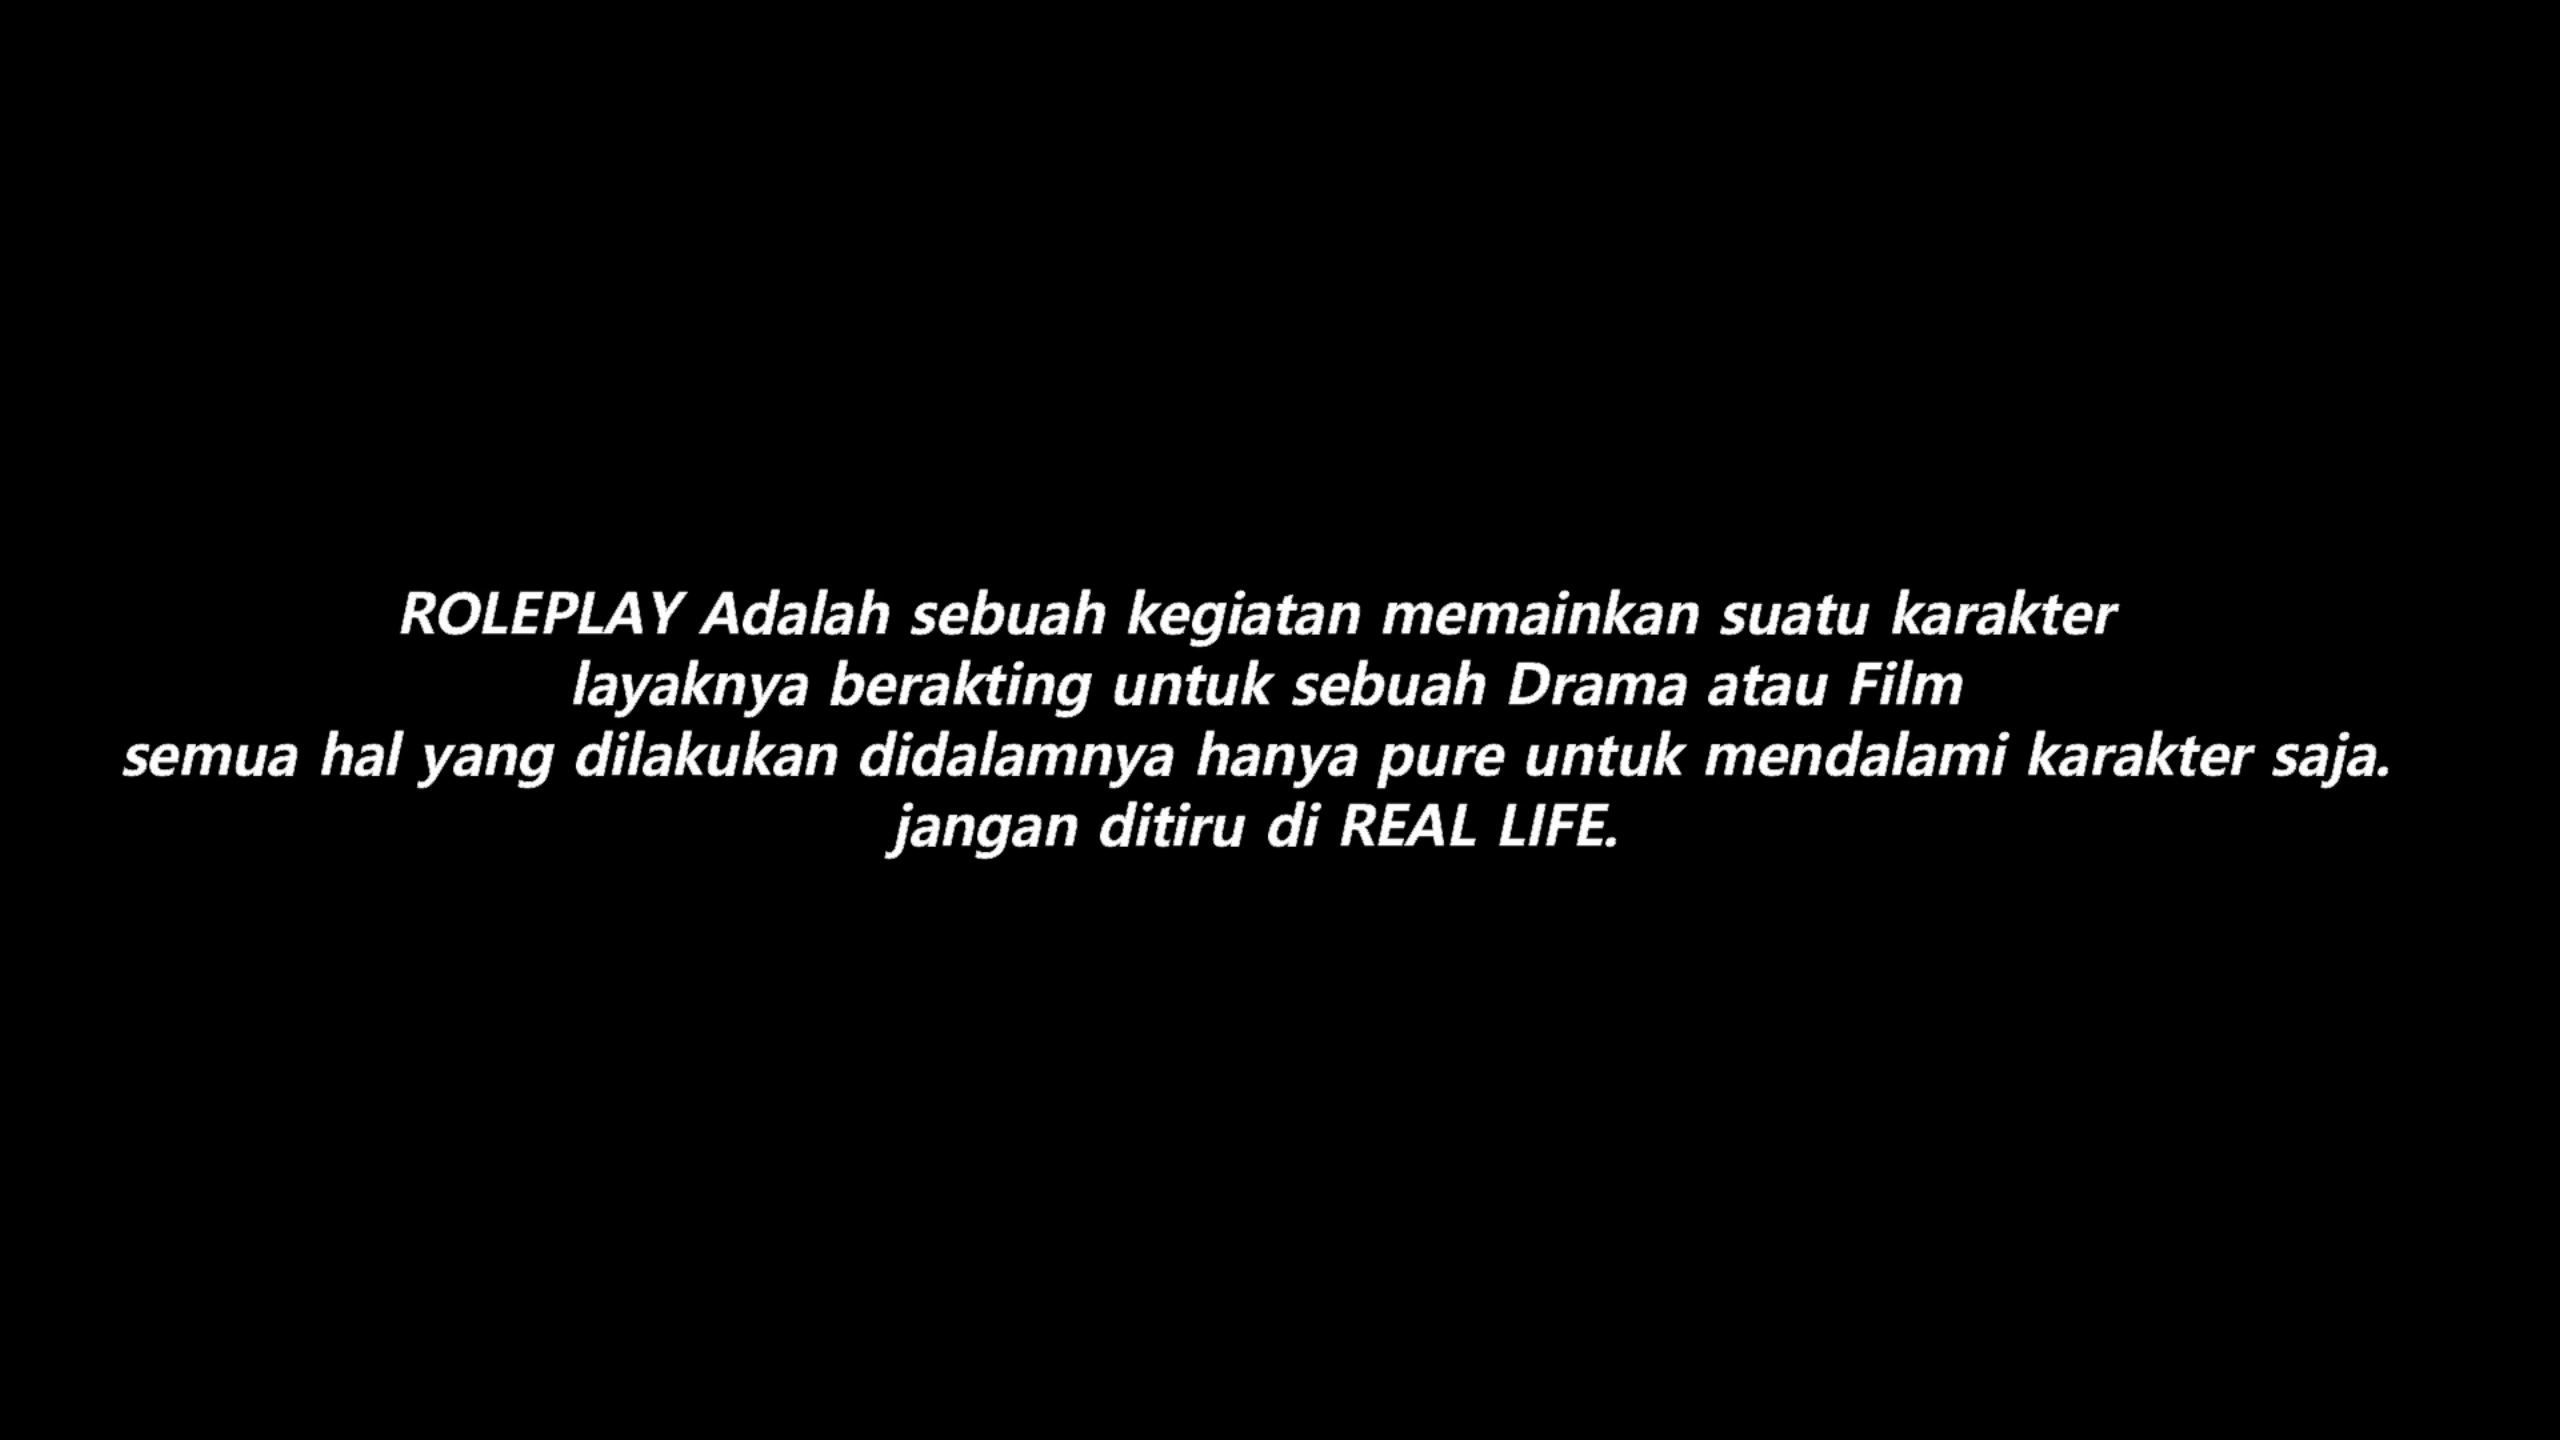 ROLEPLAY Adalah sebuah kegiatan memainkan suatu karakter
layaknya berakting untuk sebuah Drama atau Film
semua hal yang dilakukan didalamnya hanya pure untuk mendalami karakter saja.
jangan ditiru di REAL LIFE.